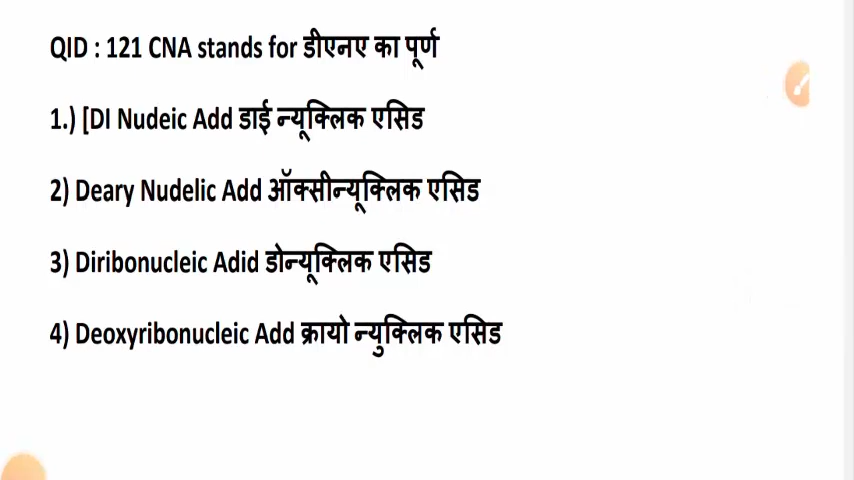 QID : 121 CNA stands for डीएनए का पूर्ण
1.) [DI Nudeic Add डाई न्यूक्लिक एसिड
2) Deary Nudelic Add ऑक्सीन्यूक्लिक एसिड
3) Diribonucleic Adid डोन्यूक्लिक एसिड
4) Deoxyribonucleic Add क्रायो न्युक्लिक एसिड